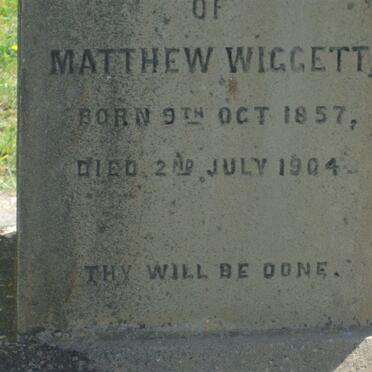 OF
MATTHEW WIGGETT,
BORN 9TH OCT 1857,
DIED 2ND JULY 1904
THY WILL BE DONE.